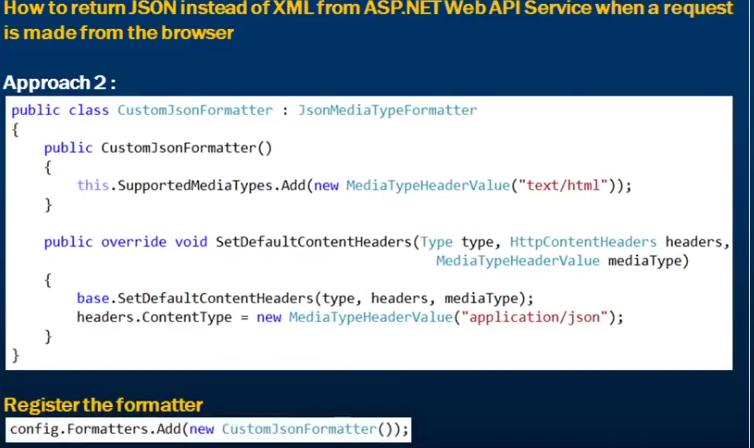 How to return JSON instead of XML from ASP.NET Web API Service when a request
is made from the browser
Approach 2 :
public class CustomJsonFormatter : JsonMediaTypeFormatter
{
    public CustomJsonFormatter()
    {
        this.SupportedMediaTypes.Add(new MediaTypeHeaderValue("text/html"));
    }
    public override void SetDefaultContentHeaders(Type type, HttpContentHeaders headers,
                                                  MediaTypeHeaderValue mediaType)
    {
        base.SetDefaultContentHeaders(type, headers, mediaType);
        headers.ContentType = new MediaTypeHeaderValue("application/json");
    }
}
Register the formatter
config.Formatters.Add(new CustomJsonFormatter());